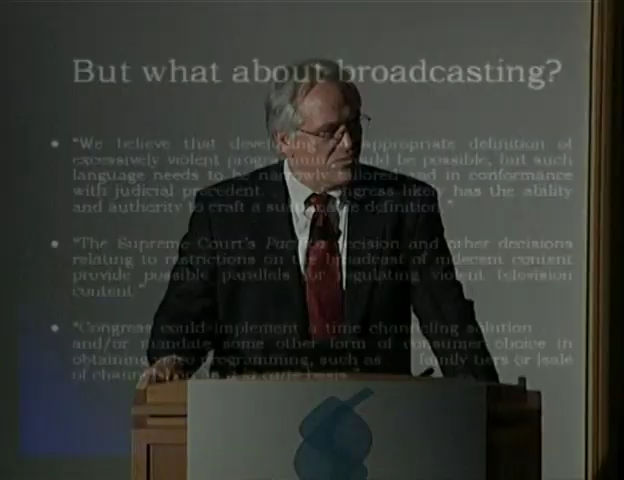 But what about broadcasting?
• "We believe that developing an appropriate definition of
excessively violent programming would be possible, but such
language needs to be narrowly tailored and in conformance
with judicial precedent. Congress likely has the ability
and authority to craft a sustainable definition."
• "The Supreme Court's decision and other decisions
relating to restrictions on the broadcast of indecent content
provide possible parallels for regulating violent television
content."
• "Congress could implement a time channeling solution
and/or mandate some other form of consumer choice in
obtaining video programming, such as family tiers or
of